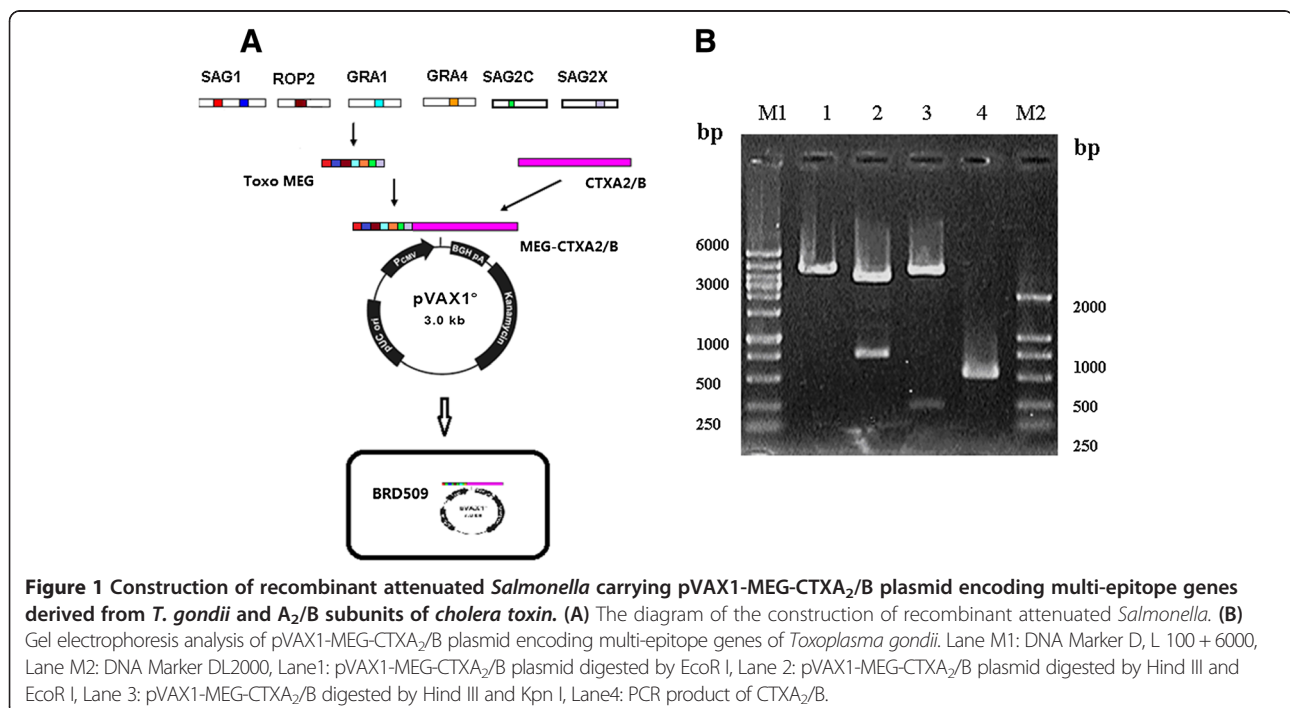 A
SAG1 ROP2 GRA1 GRA4 SAG2C SAG2X
Toxo MEG
CTXA2/B
MEG-CTXA2/B
PCMV
BGH pA
Kanamycin
pUC ori
pVAX1°
3.0 kb
BRD509
pVAX1°
3.0 kb
B
M1 1 2 3 4 M2
bp
bp
6000
3000
1000
500
250
2000
1000
500
250
Figure 1 Construction of recombinant attenuated Salmonella carrying pVAX1-MEG-CTXA₂/B plasmid encoding multi-epitope genes
derived from T. gondii and A₂/B subunits of cholera toxin. (A) The diagram of the construction of recombinant attenuated Salmonella. (B)
Gel electrophoresis analysis of pVAX1-MEG-CTXA₂/B plasmid encoding multi-epitope genes of Toxoplasma gondii. Lane M1: DNA Marker D, L 100 + 6000,
Lane M2: DNA Marker DL2000, Lane1: pVAX1-MEG-CTXA₂/B plasmid digested by EcoR I, Lane 2: pVAX1-MEG-CTXA₂/B plasmid digested by Hind III and
EcoR I, Lane 3: pVAX1-MEG-CTXA₂/B digested by Hind III and Kpn I, Lane4: PCR product of CTXA₂/B.